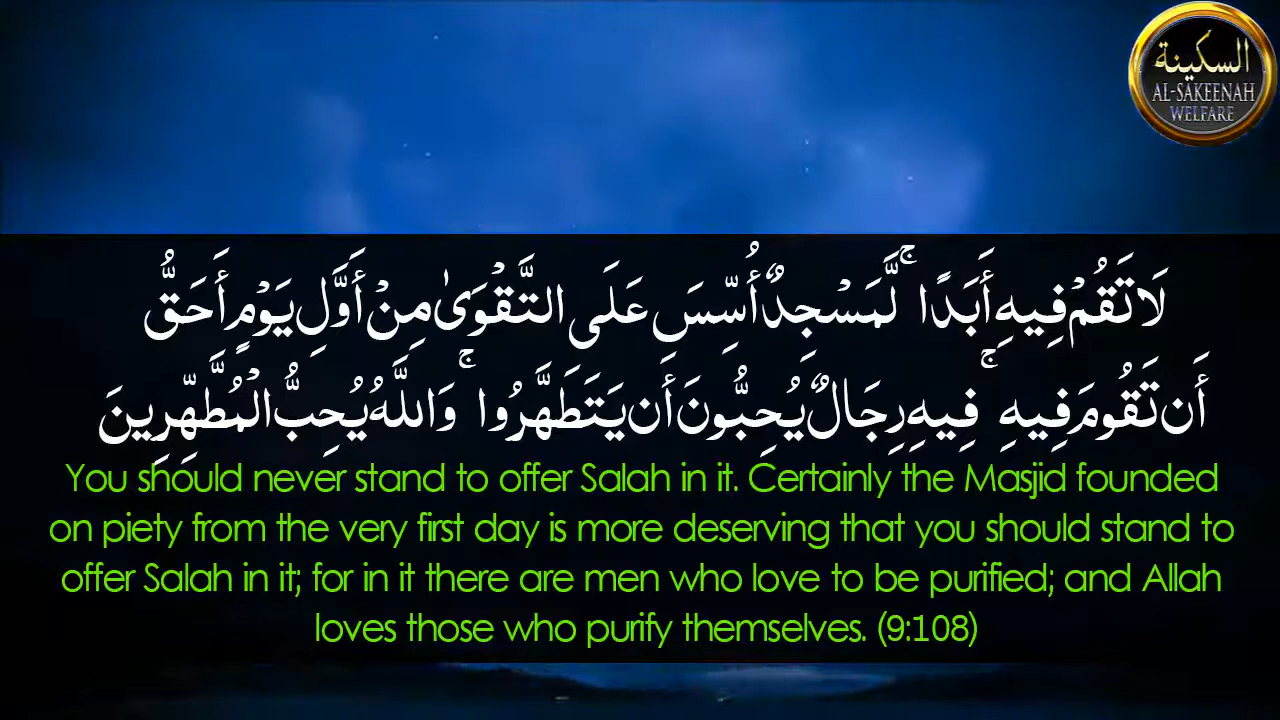 السكينة
AL-SAKEENAH
WELFARE
لَا تَقُمْ فِيهِ أَبَدًا ۚ لَّمَسْجِدٌ أُسِّسَ عَلَى التَّقْوَىٰ مِنْ أَوَّلِ يَوْمٍ أَحَقُّ
أَن تَقُومَ فِيهِ ۚ فِيهِ رِجَالٌ يُحِبُّونَ أَن يَتَطَهَّرُوا ۚ وَاللَّهُ يُحِبُّ الْمُطَّهِّرِينَ
You should never stand to offer Salah in it. Certainly the Masjid founded
on piety from the very first day is more deserving that you should stand to
offer Salah in it; for in it there are men who love to be purified; and Allah
loves those who purify themselves. (9:108)